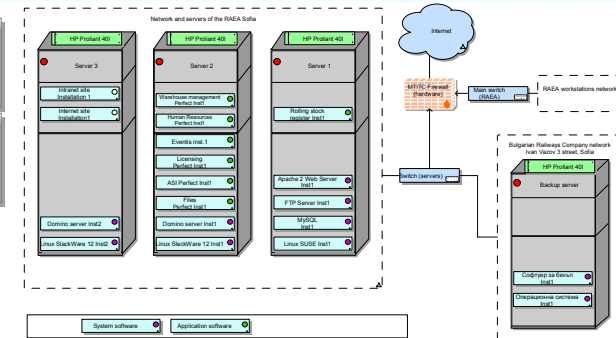 Network and servers of the RAEA Sofia
HP Proliant 40l
Server 3
Intranet site
Installation 1
Internet site
Installation1
Domino server Inst2
Linux SlackWare 12 Inst2
HP Proliant 40l
Server 2
Warehouse management
Perfect Inst1
Human Resources
Perfect Inst1
Eventis inst.1
Licensing
Perfect Inst1
ASI Perfect Inst1
Files
Perfect Inst1
Domino server Inst1
Linux SlackWare 12 Inst1
HP Proliant 40l
Server 1
Rolling stock
register Inst1
Apache 2 Web Server
Inst1
FTP Server Inst1
MySQL
Inst1
Linux SUSE Inst1
Internet
MTITC Firewall
(hardware)
Main switch
(RAEA)
RAEA workstations network
Switch (servers)
Bulgarian Railways Company network
Ivan Vazov 3 street, Sofia
HP Proliant 40l
Backup server
Софтуер за бекъп
Inst1
Операционна система
Inst1
System software
Application software